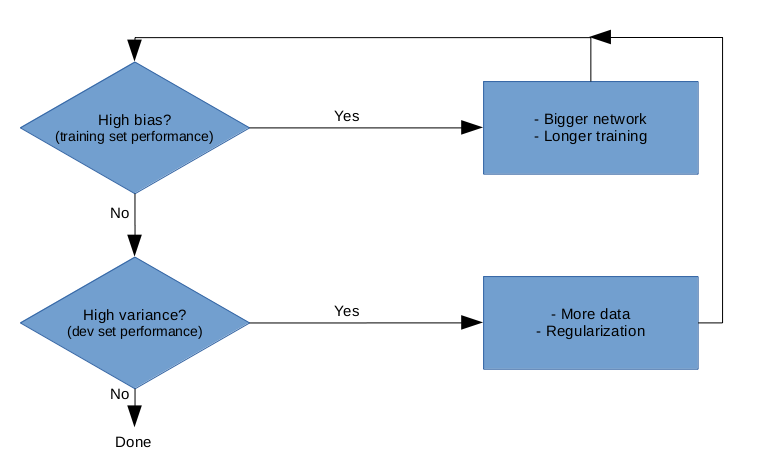 High bias?
(training set performance)
Yes
- Bigger network
- Longer training
No
High variance?
(dev set performance)
Yes
- More data
- Regularization
No
Done